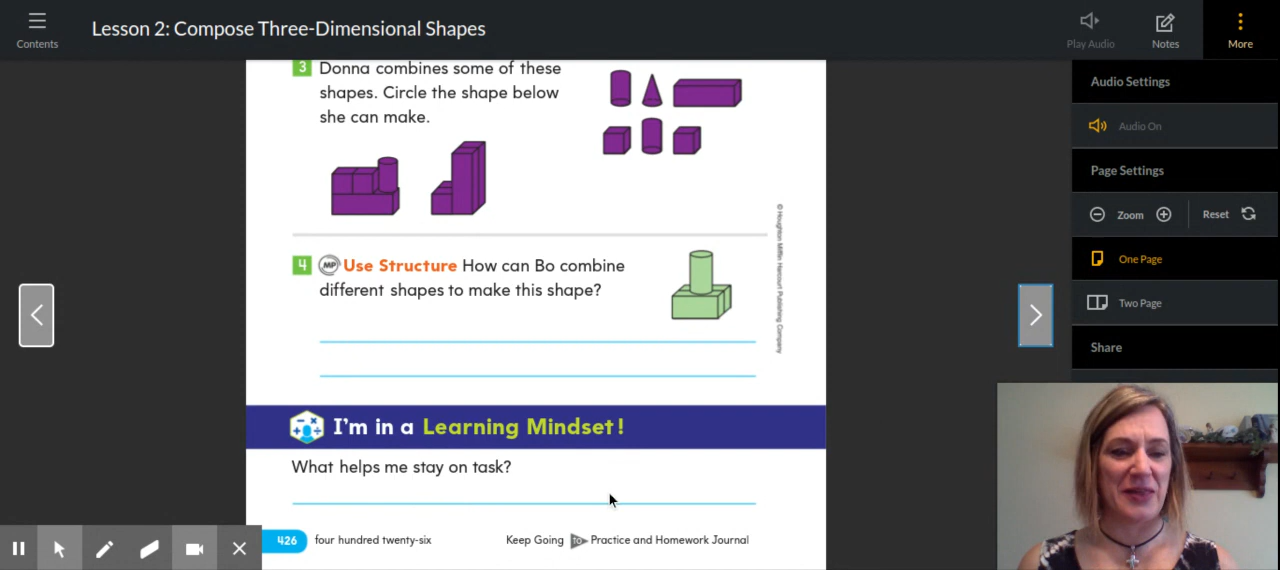 Contents
Lesson 2: Compose Three-Dimensional Shapes
Play Audio
Notes
More
3 Donna combines some of these
shapes. Circle the shape below
she can make.
© Houghton Mifflin Harcourt Publishing Company
4 MP Use Structure How can Bo combine
different shapes to make this shape?
I'm in a Learning Mindset!
What helps me stay on task?
426 four hundred twenty-six
Keep Going to Practice and Homework Journal
Audio Settings
Audio On
Page Settings
Zoom
Reset
One Page
Two Page
Share